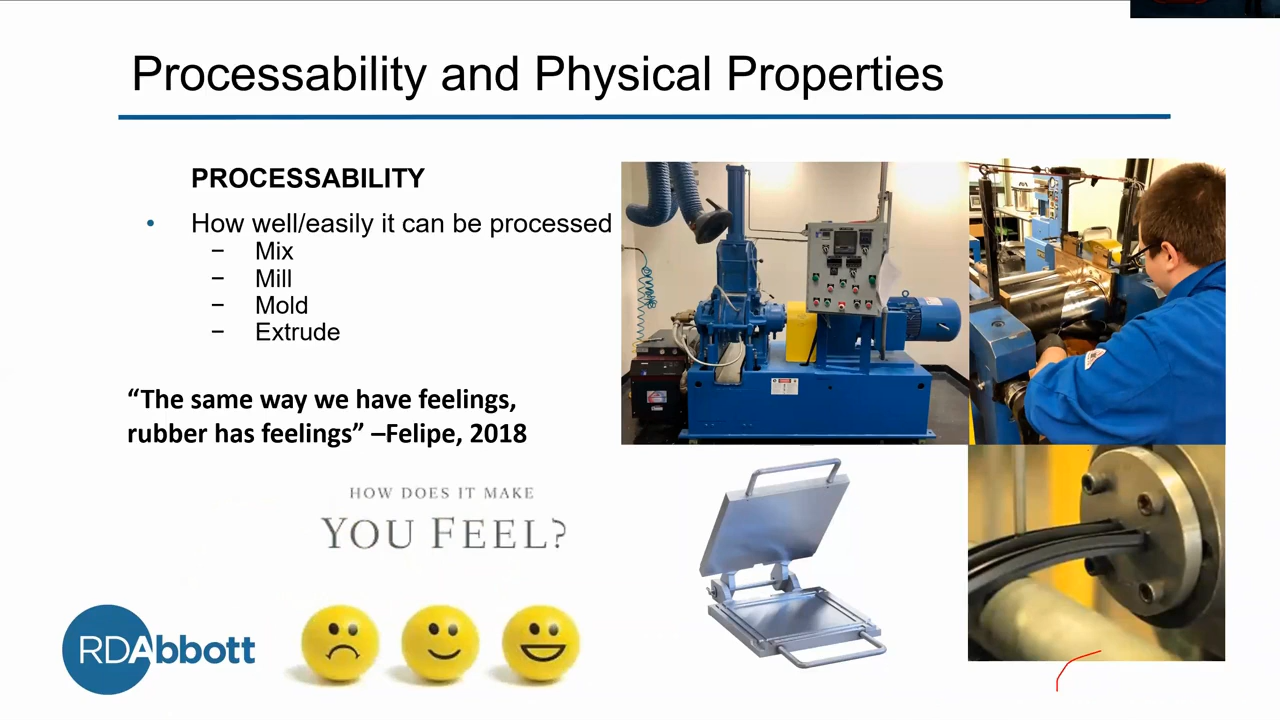 Processability and Physical Properties
PROCESSABILITY
• How well/easily it can be processed
− Mix
− Mill
− Mold
− Extrude
“The same way we have feelings,
rubber has feelings” –Felipe, 2018
HOW DOES IT MAKE
YOU FEEL?
RDAbbott